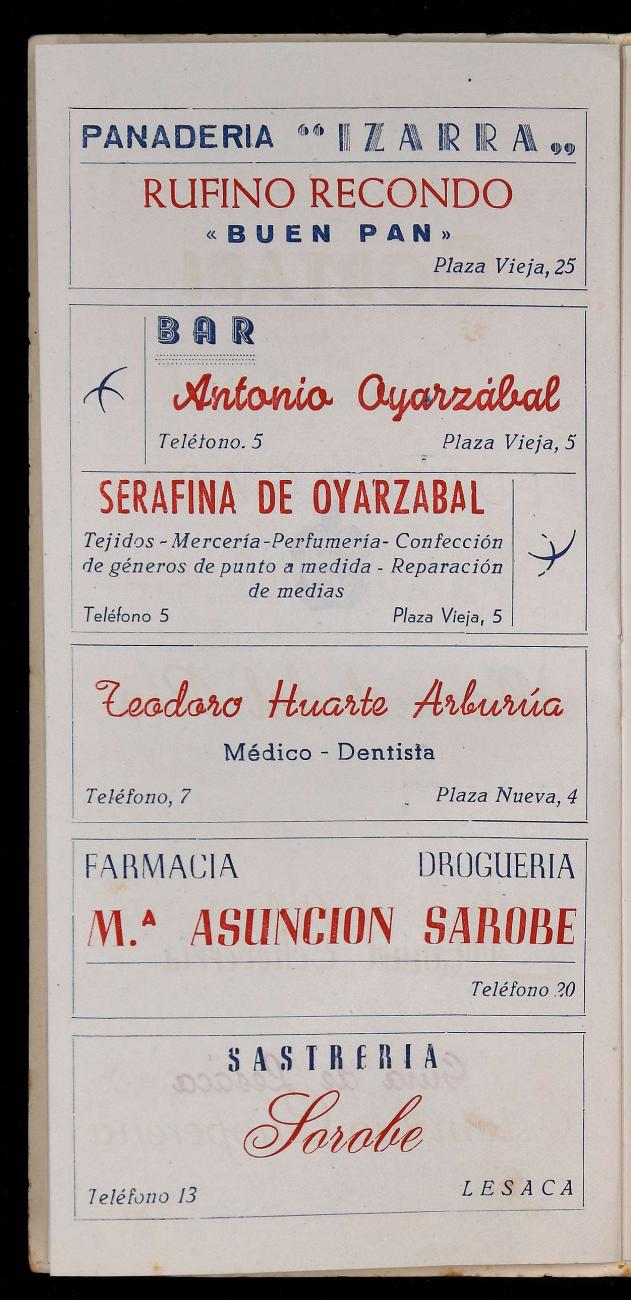 PANADERIA “IZARRA„
RUFINO RECONDO
«BUEN PAN»
Plaza Vieja, 25
BAR
Antonio Oyarzábal
Teléfono. 5 Plaza Vieja, 5
SERAFINA DE OYARZABAL
Tejidos - Mercería - Perfumería - Confección
de géneros de punto a medida - Reparación
de medias
Teléfono 5 Plaza Vieja, 5
Teodoro Huarte Arburúa
Médico - Dentista
Teléfono, 7 Plaza Nueva, 4
FARMACIA DROGUERIA
M.ª ASUNCION SAROBE
Teléfono 20
SASTRERIA
Sorobe
Teléfono 13 LESACA